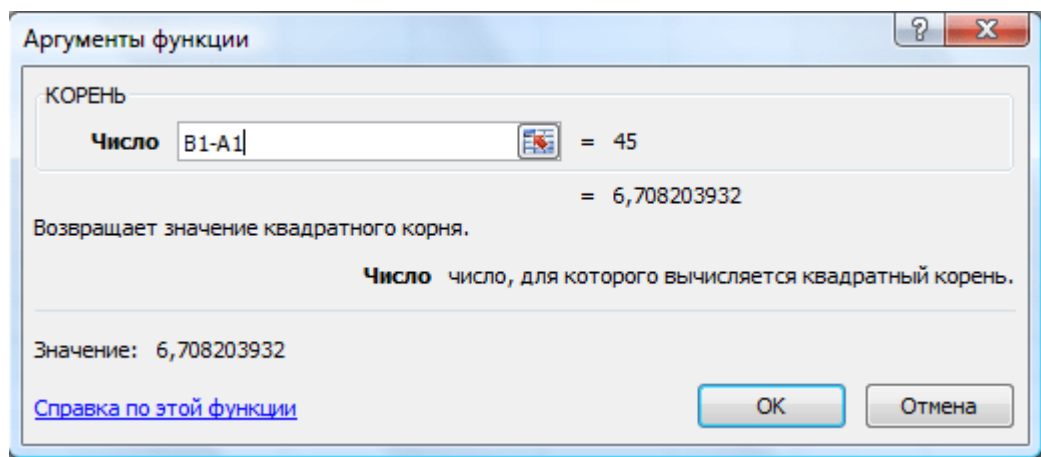 Аргументы функции
?
X
КОРЕНЬ
Число B1-A1 = 45
= 6,708203932
Возвращает значение квадратного корня.
Число число, для которого вычисляется квадратный корень.
Значение: 6,708203932
Справка по этой функции
OK
Отмена